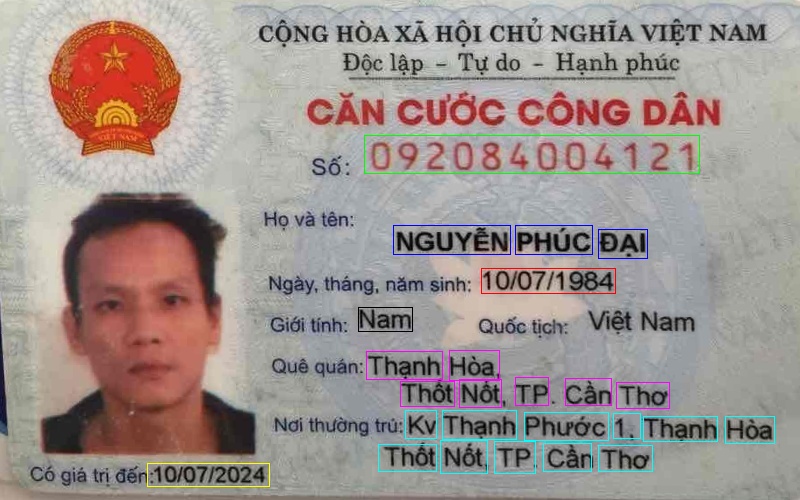 CỘNG HÒA XÃ HỘI CHỦ NGHĨA VIỆT NAM
Độc lập - Tự do - Hạnh phúc
CĂN CƯỚC CÔNG DÂN
Số: 092084004121
Họ và tên:
NGUYỄN PHÚC ĐẠI
Ngày, tháng, năm sinh: 10/07/1984
Giới tính: Nam Quốc tịch: Việt Nam
Quê quán: Thạnh Hòa,
Thốt Nốt, TP. Cần Thơ
Nơi thường trú: Kv Thạnh Phước 1, Thạnh Hòa
Thốt Nốt, TP. Cần Thơ
Có giá trị đến: 10/07/2024